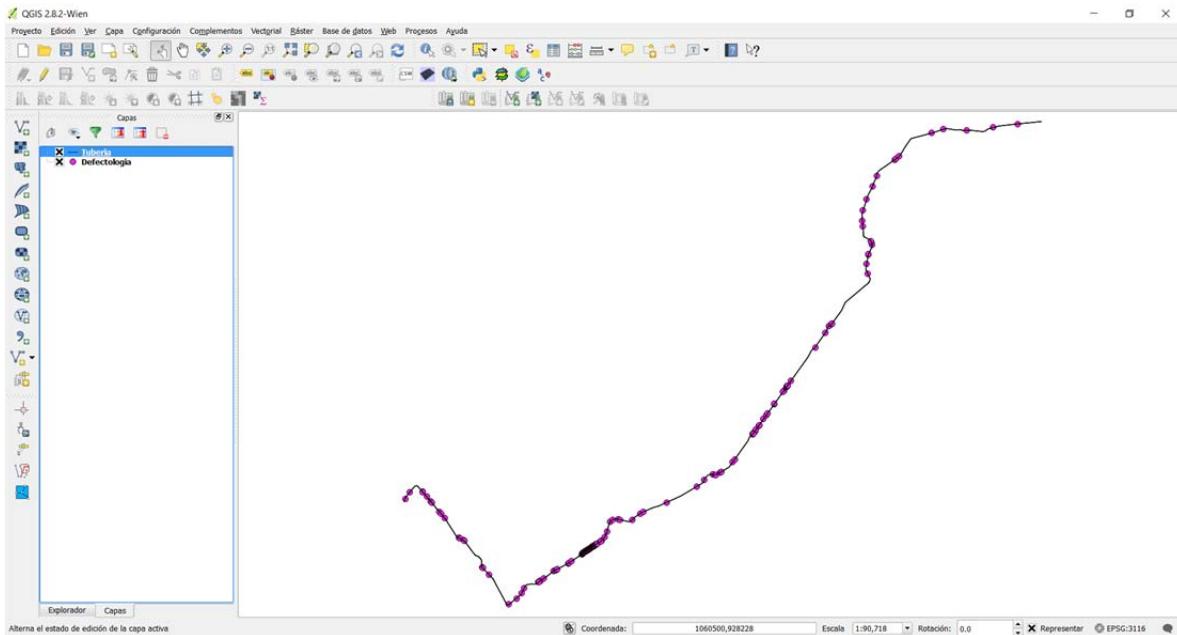 QGIS 2.8.2-Wien
Proyecto Edición Ver Capa Configuración Complementos Vectorial Ráster Base de datos Web Procesos Ayuda
CSW
Capas
Tuberia
Defectologia
Explorador Capas
Alterna el estado de edición de la capa activa Coordenada: 1060500,928228 Escala 1:90,718 Rotación: 0.0 Representar EPSG:3116